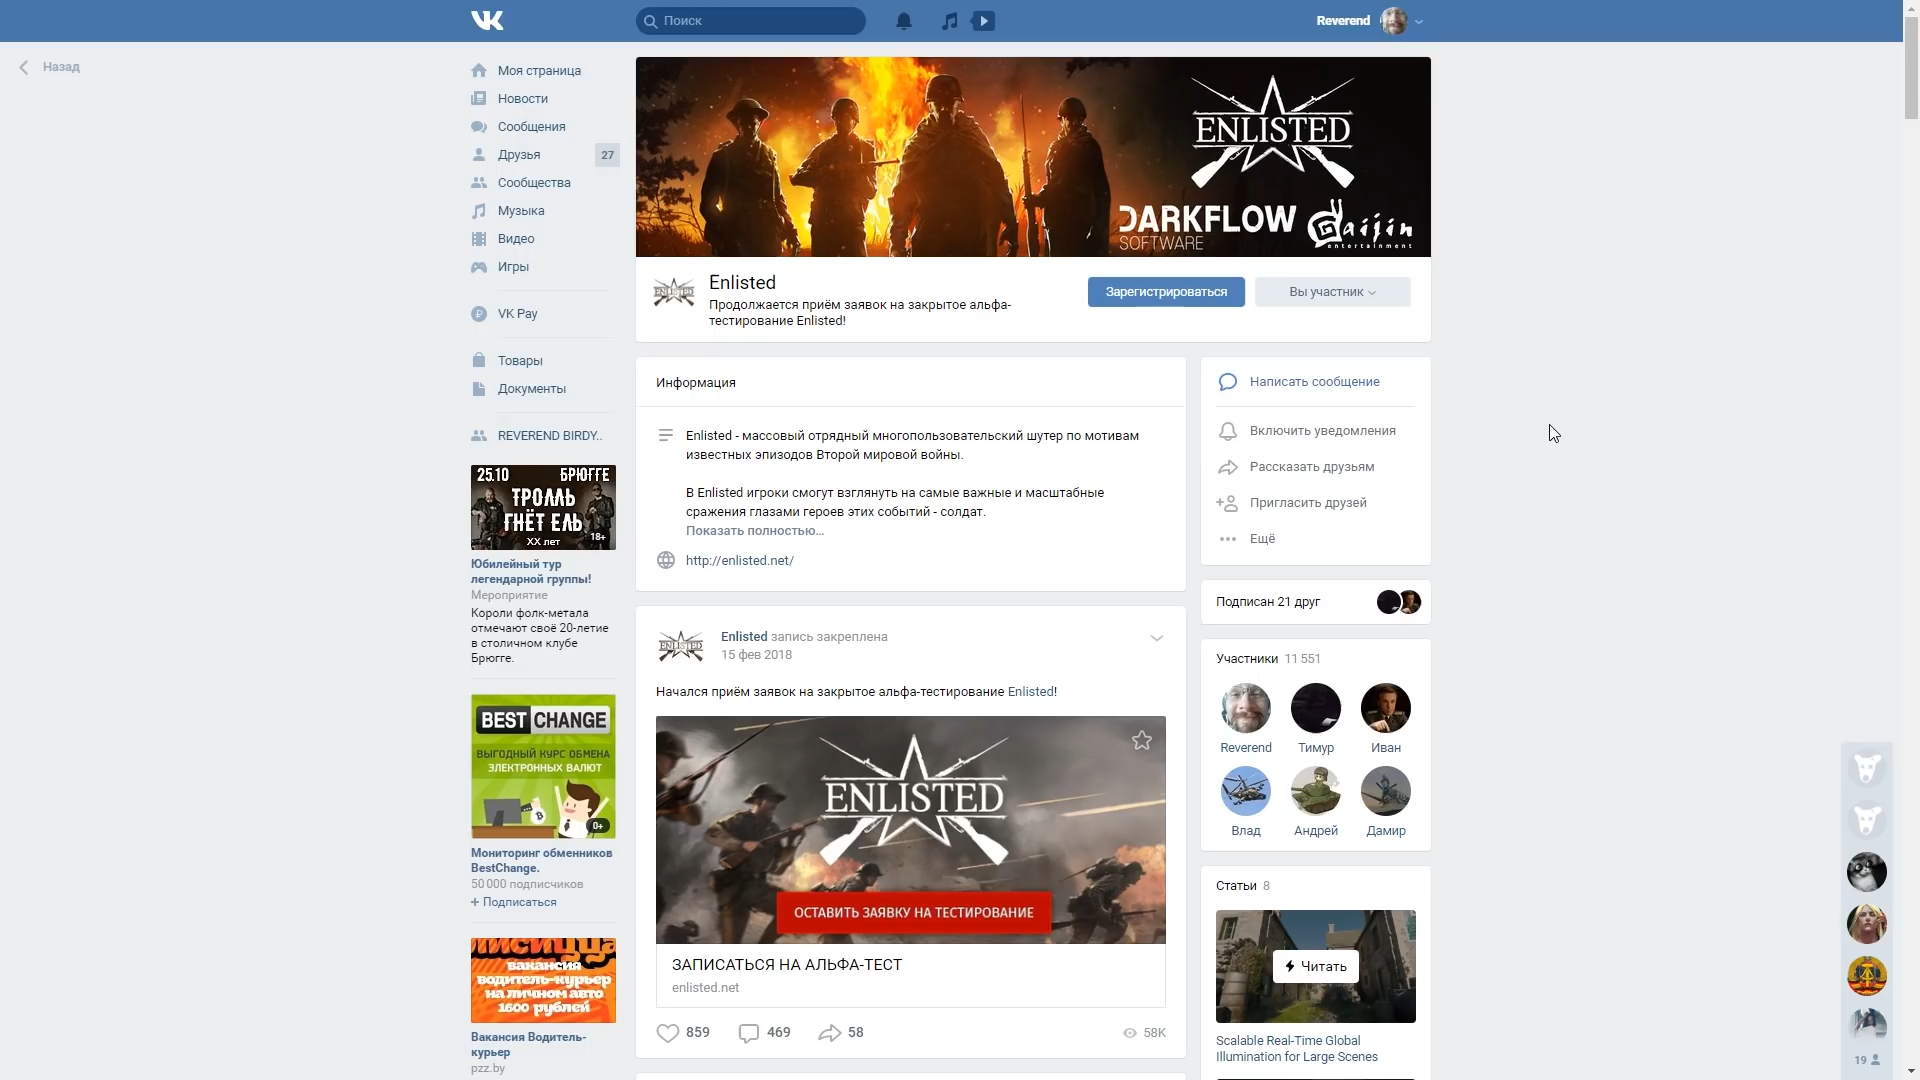 Поиск
Reverend
Назад
Моя страница
Новости
Сообщения
Друзья
27
Сообщества
Музыка
Видео
Игры
VK Pay
Товары
Документы
REVEREND BIRDY..
25.10 БРЮГГЕ
ТРОЛЛЬ
ГНЁТ ЕЛЬ
XX лет
18+
Юбилейный тур
легендарной группы!
Мероприятие
Короли фолк-метала
отмечают своё 20-летие
в столичном клубе
Брюгге.
BEST CHANGE
ВЫГОДНЫЙ КУРС ОБМЕНА
ЭЛЕКТРОННЫХ ВАЛЮТ
0+
Мониторинг обменников
BestChange.
50 000 подписчиков
+ Подписаться
вакансия
водитель-курьер
на личном авто
1600 рублей
Вакансия Водитель-
курьер
pzz.by
ENLISTED
DARKFLOW
SOFTWARE
Gaijin
entertainment
ENLISTED
Enlisted
Продолжается приём заявок на закрытое альфа-
тестирование Enlisted!
Зарегистрироваться
Вы участник
Информация
Enlisted - массовый отрядный многопользовательский шутер по мотивам
известных эпизодов Второй мировой войны.
В Enlisted игроки смогут взглянуть на самые важные и масштабные
сражения глазами героев этих событий - солдат.
Показать полностью…
http://enlisted.net/
ENLISTED
Enlisted запись закреплена
15 фев 2018
Начался приём заявок на закрытое альфа-тестирование Enlisted!
ENLISTED
ОСТАВИТЬ ЗАЯВКУ НА ТЕСТИРОВАНИЕ
ЗАПИСАТЬСЯ НА АЛЬФА-ТЕСТ
enlisted.net
859
469
58
58K
Написать сообщение
Включить уведомления
Рассказать друзьям
Пригласить друзей
Ещё
Подписан 21 друг
Участники 11 551
Reverend
Тимур
Иван
Влад
Андрей
Дамир
Статьи 8
Читать
Scalable Real-Time Global
Illumination for Large Scenes
19